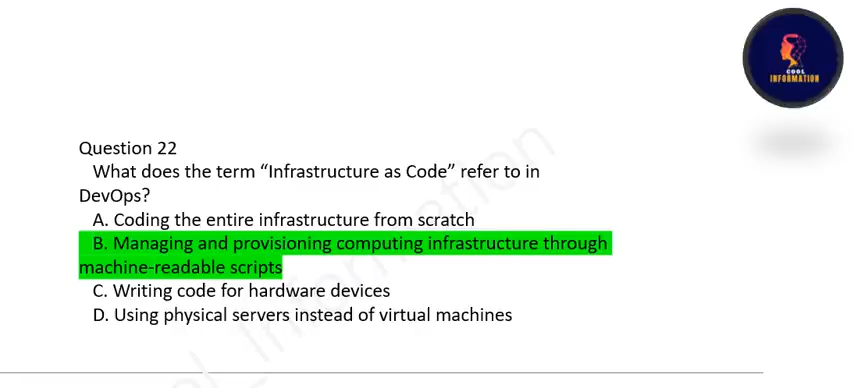 COOL
INFORMATION
Question 22
What does the term “Infrastructure as Code” refer to in
DevOps?
A. Coding the entire infrastructure from scratch
B. Managing and provisioning computing infrastructure through
machine-readable scripts
C. Writing code for hardware devices
D. Using physical servers instead of virtual machines